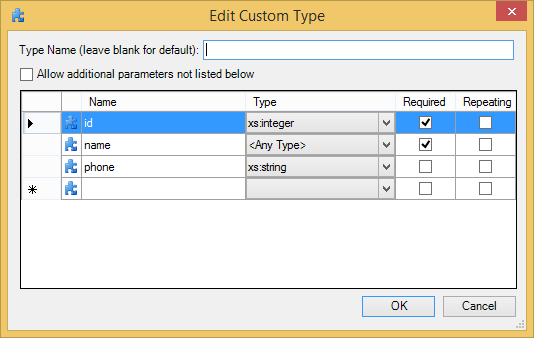 Edit Custom Type
Type Name (leave blank for default):
Allow additional parameters not listed below
Name Type Required Repeating
id xs:integer
name <Any Type>
phone xs:string
OK Cancel